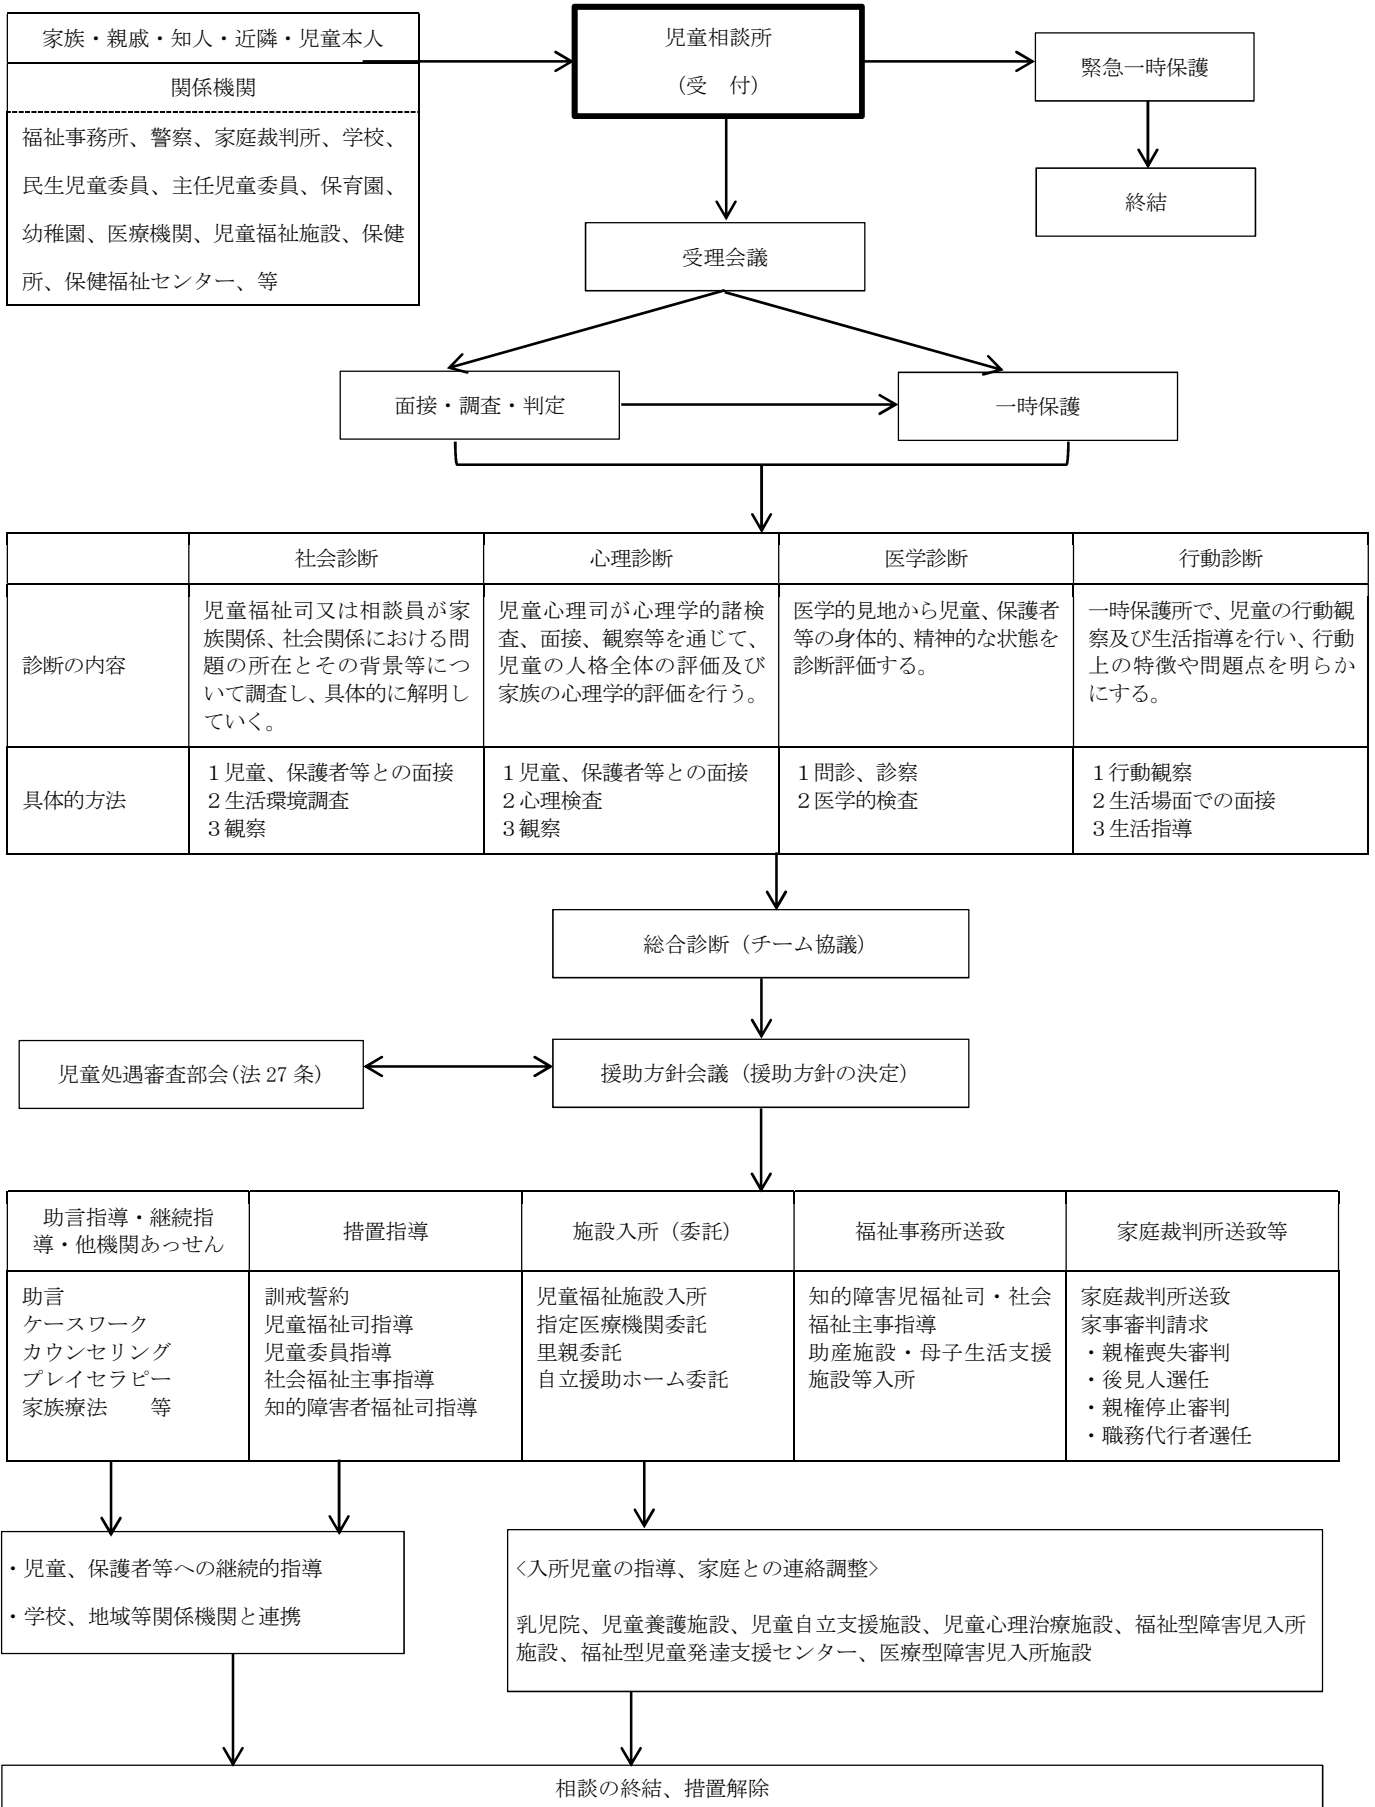 家族・親戚・知人・近隣・児童本人
関係機関
福祉事務所、警察、家庭裁判所、学校、
民生児童委員、主任児童委員、保育園、
幼稚園、医療機関、児童福祉施設、保健
所、保健福祉センター、等
児童相談所
（受　付）
緊急一時保護
終結
受理会議
面接・調査・判定
一時保護
社会診断
心理診断
医学診断
行動診断
診断の内容
児童福祉司又は相談員が家
族関係、社会関係における問
題の所在とその背景等につ
いて調査し、具体的に解明し
ていく。
児童心理司が心理学的諸検
査、面接、観察等を通じて、
児童の人格全体の評価及び
家族の心理学的評価を行う。
医学的見地から児童、保護者
等の身体的、精神的な状態を
診断評価する。
一時保護所で、児童の行動観
察及び生活指導を行い、行動
上の特徴や問題点を明らか
にする。
具体的方法
１児童、保護者等との面接
２生活環境調査
３観察
１児童、保護者等との面接
２心理検査
３観察
１問診、診察
２医学的検査
１行動観察
２生活場面での面接
３生活指導
総合診断（チーム協議）
児童処遇審査部会（法 27 条）
援助方針会議（援助方針の決定）
助言指導・継続指
導・他機関あっせん
措置指導
施設入所（委託）
福祉事務所送致
家庭裁判所送致等
助言
ケースワーク
カウンセリング
プレイセラピー
家族療法　　等
訓戒誓約
児童福祉司指導
児童委員指導
社会福祉主事指導
知的障害者福祉司指導
児童福祉施設入所
指定医療機関委託
里親委託
自立援助ホーム委託
知的障害児福祉司・社会
福祉主事指導
助産施設・母子生活支援
施設等入所
家庭裁判所送致
家事審判請求
・親権喪失審判
・後見人選任
・親権停止審判
・職務代行者選任
・児童、保護者等への継続的指導
・学校、地域等関係機関と連携
<入所児童の指導、家庭との連絡調整>
乳児院、児童養護施設、児童自立支援施設、児童心理治療施設、福祉型障害児入所
施設、福祉型児童発達支援センター、医療型障害児入所施設
相談の終結、措置解除